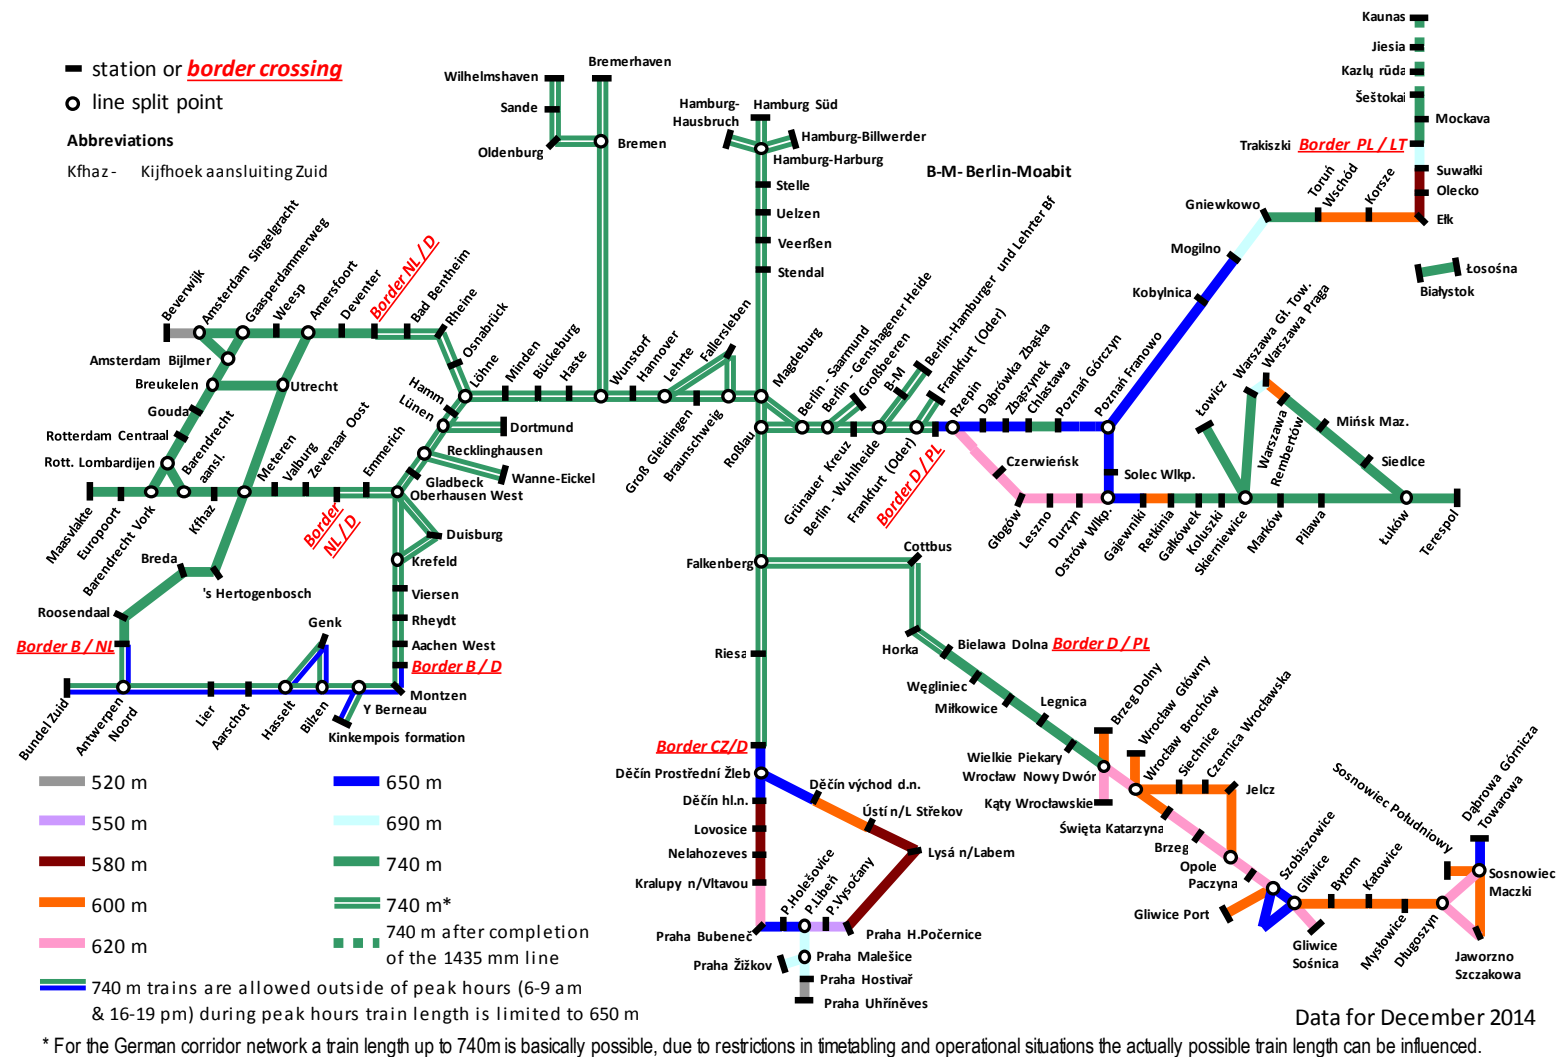 station or border crossing
line split point
Abbreviations
Kfhaz - Kijfhoek aansluiting Zuid
Wilhelmshaven
Sande
Oldenburg
Bremerhaven
Bremen
Hamburg-
Hausbruch
Hamburg Süd
Hamburg-Billwerder
Hamburg-Harburg
Stelle
Uelzen
Veerßen
Stendal
B-M- Berlin-Moabit
Kaunas
Jiesia
Kazlų rūda
Šeštokai
Mockava
Trakiszki Border PL / LT
Suwałki
Olecko
Ełk
Korsze
Toruń
Wschód
Gniewkowo
Mogilno
Kobylnica
Łosośna
Białystok
Beverwijk
Amsterdam Singelgracht
Gaasperdammerweg
Weesp
Amersfoort
Deventer
Border NL / D
Bad Bentheim
Rheine
Osnabrück
Löhne
Minden
Bückeburg
Haste
Wunstorf
Hannover
Lehrte
Fallersleben
Groß Gleidingen
Braunschweig
Magdeburg
Roßlau
Berlin - Saarmund
Berlin - Genshagener Heide
Großbeeren
B-M
Berlin-Hamburger und Lehrter Bf
Frankfurt (Oder)
Grünauer Kreuz
Berlin - Wuhlheide
Frankfurt (Oder)
Border D / PL
Rzepin
Dąbrówka Zbąska
Zbąszynek
Chlastawa
Poznań Górczyn
Poznań Franowo
Czerwieńsk
Głogów
Leszno
Durzyn
Ostrów Wlkp.
Solec Wlkp.
Gajewniki
Retkinia
Gałkówek
Koluszki
Skierniewice
Łowicz
Warszawa Gł. Tow.
Warszawa Praga
Warszawa
Rembertów
Mińsk Maz.
Siedlce
Marków
Pilawa
Łuków
Terespol
Amsterdam Bijlmer
Breukelen
Utrecht
Gouda
Rotterdam Centraal
Rott. Lombardijen
Barendrecht
aansl.
Maasvlakte
Europoort
Barendrecht Vork
Kfhaz
Meteren
Valburg
Zevenaar Oost
Border
NL / D
Emmerich
Hamm
Lünen
Dortmund
Recklinghausen
Wanne-Eickel
Gladbeck
Oberhausen West
Duisburg
Krefeld
Viersen
Rheydt
Aachen West
Border B / D
Montzen
Breda
's Hertogenbosch
Roosendaal
Border B / NL
Bundel Zuid
Antwerpen
Noord
Lier
Aarschot
Hasselt
Genk
Bilzen
Y Berneau
Kinkempois formation
Falkenberg
Cottbus
Horka
Bielawa Dolna Border D / PL
Węgliniec
Miłkowice
Legnica
Wielkie Piekary
Wrocław Nowy Dwór
Brzeg Dolny
Kąty Wrocławskie
Wrocław Główny
Wrocław Brochów
Siechnice
Czernica Wrocławska
Jelcz
Święta Katarzyna
Brzeg
Opole
Paczyna
Szobiszowice
Gliwice
Gliwice Port
Gliwice
Sośnica
Bytom
Katowice
Mysłowice
Długoszyn
Sosnowiec Południowy
Dąbrowa Górnicza
Towarowa
Sosnowiec
Maczki
Jaworzno
Szczakowa
Riesa
Border CZ/D
Děčín Prostřední Žleb
Děčín hl.n.
Děčín východ d.n.
Ústí n/L Střekov
Lysá n/Labem
Lovosice
Nelahozeves
Kralupy n/Vltavou
Praha Bubeneč
P.Holešovice
P.Libeň
P.Vysočany
Praha H.Počernice
Praha Žižkov
Praha Malešice
Praha Hostivař
Praha Uhříněves
520 m
550 m
580 m
600 m
620 m
650 m
690 m
740 m
740 m*
740 m after completion
of the 1435 mm line
740 m trains are allowed outside of peak hours (6-9 am
& 16-19 pm) during peak hours train length is limited to 650 m
Data for December 2014
* For the German corridor network a train length up to 740m is basically possible, due to restrictions in timetabling and operational situations the actually possible train length can be influenced.